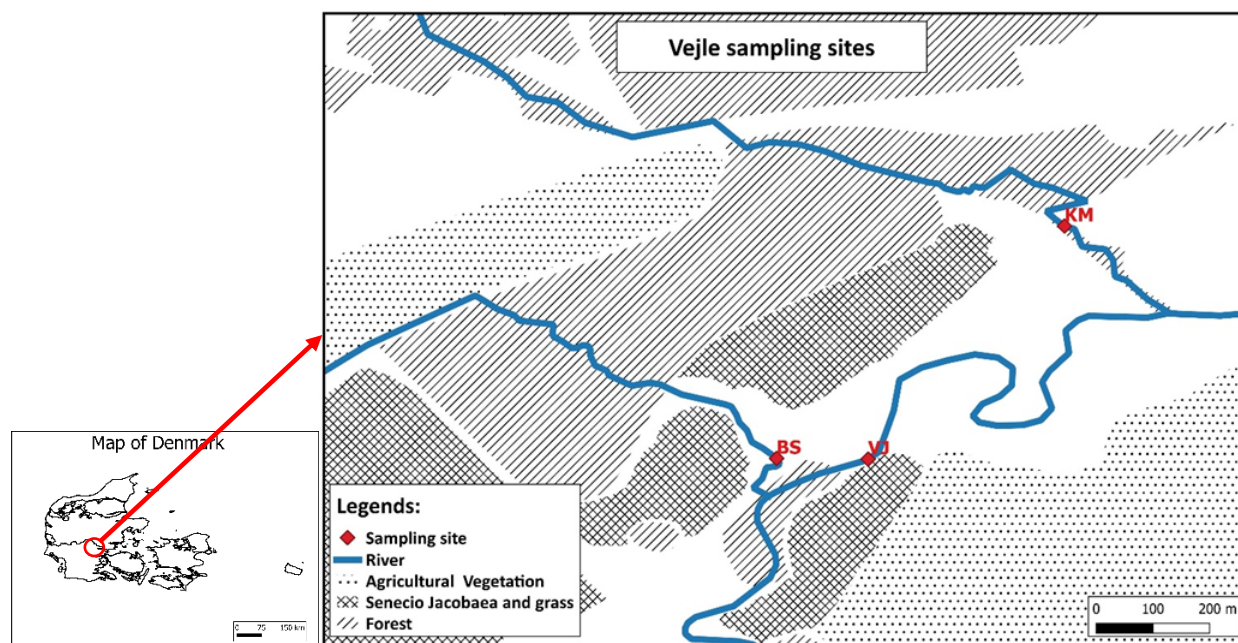 Vejle sampling sites
KM
BS
VJ
Map of Denmark
0 75 150 km
Legends:
Sampling site
River
Agricultural Vegetation
Senecio Jacobaea and grass
Forest
0 100 200 m